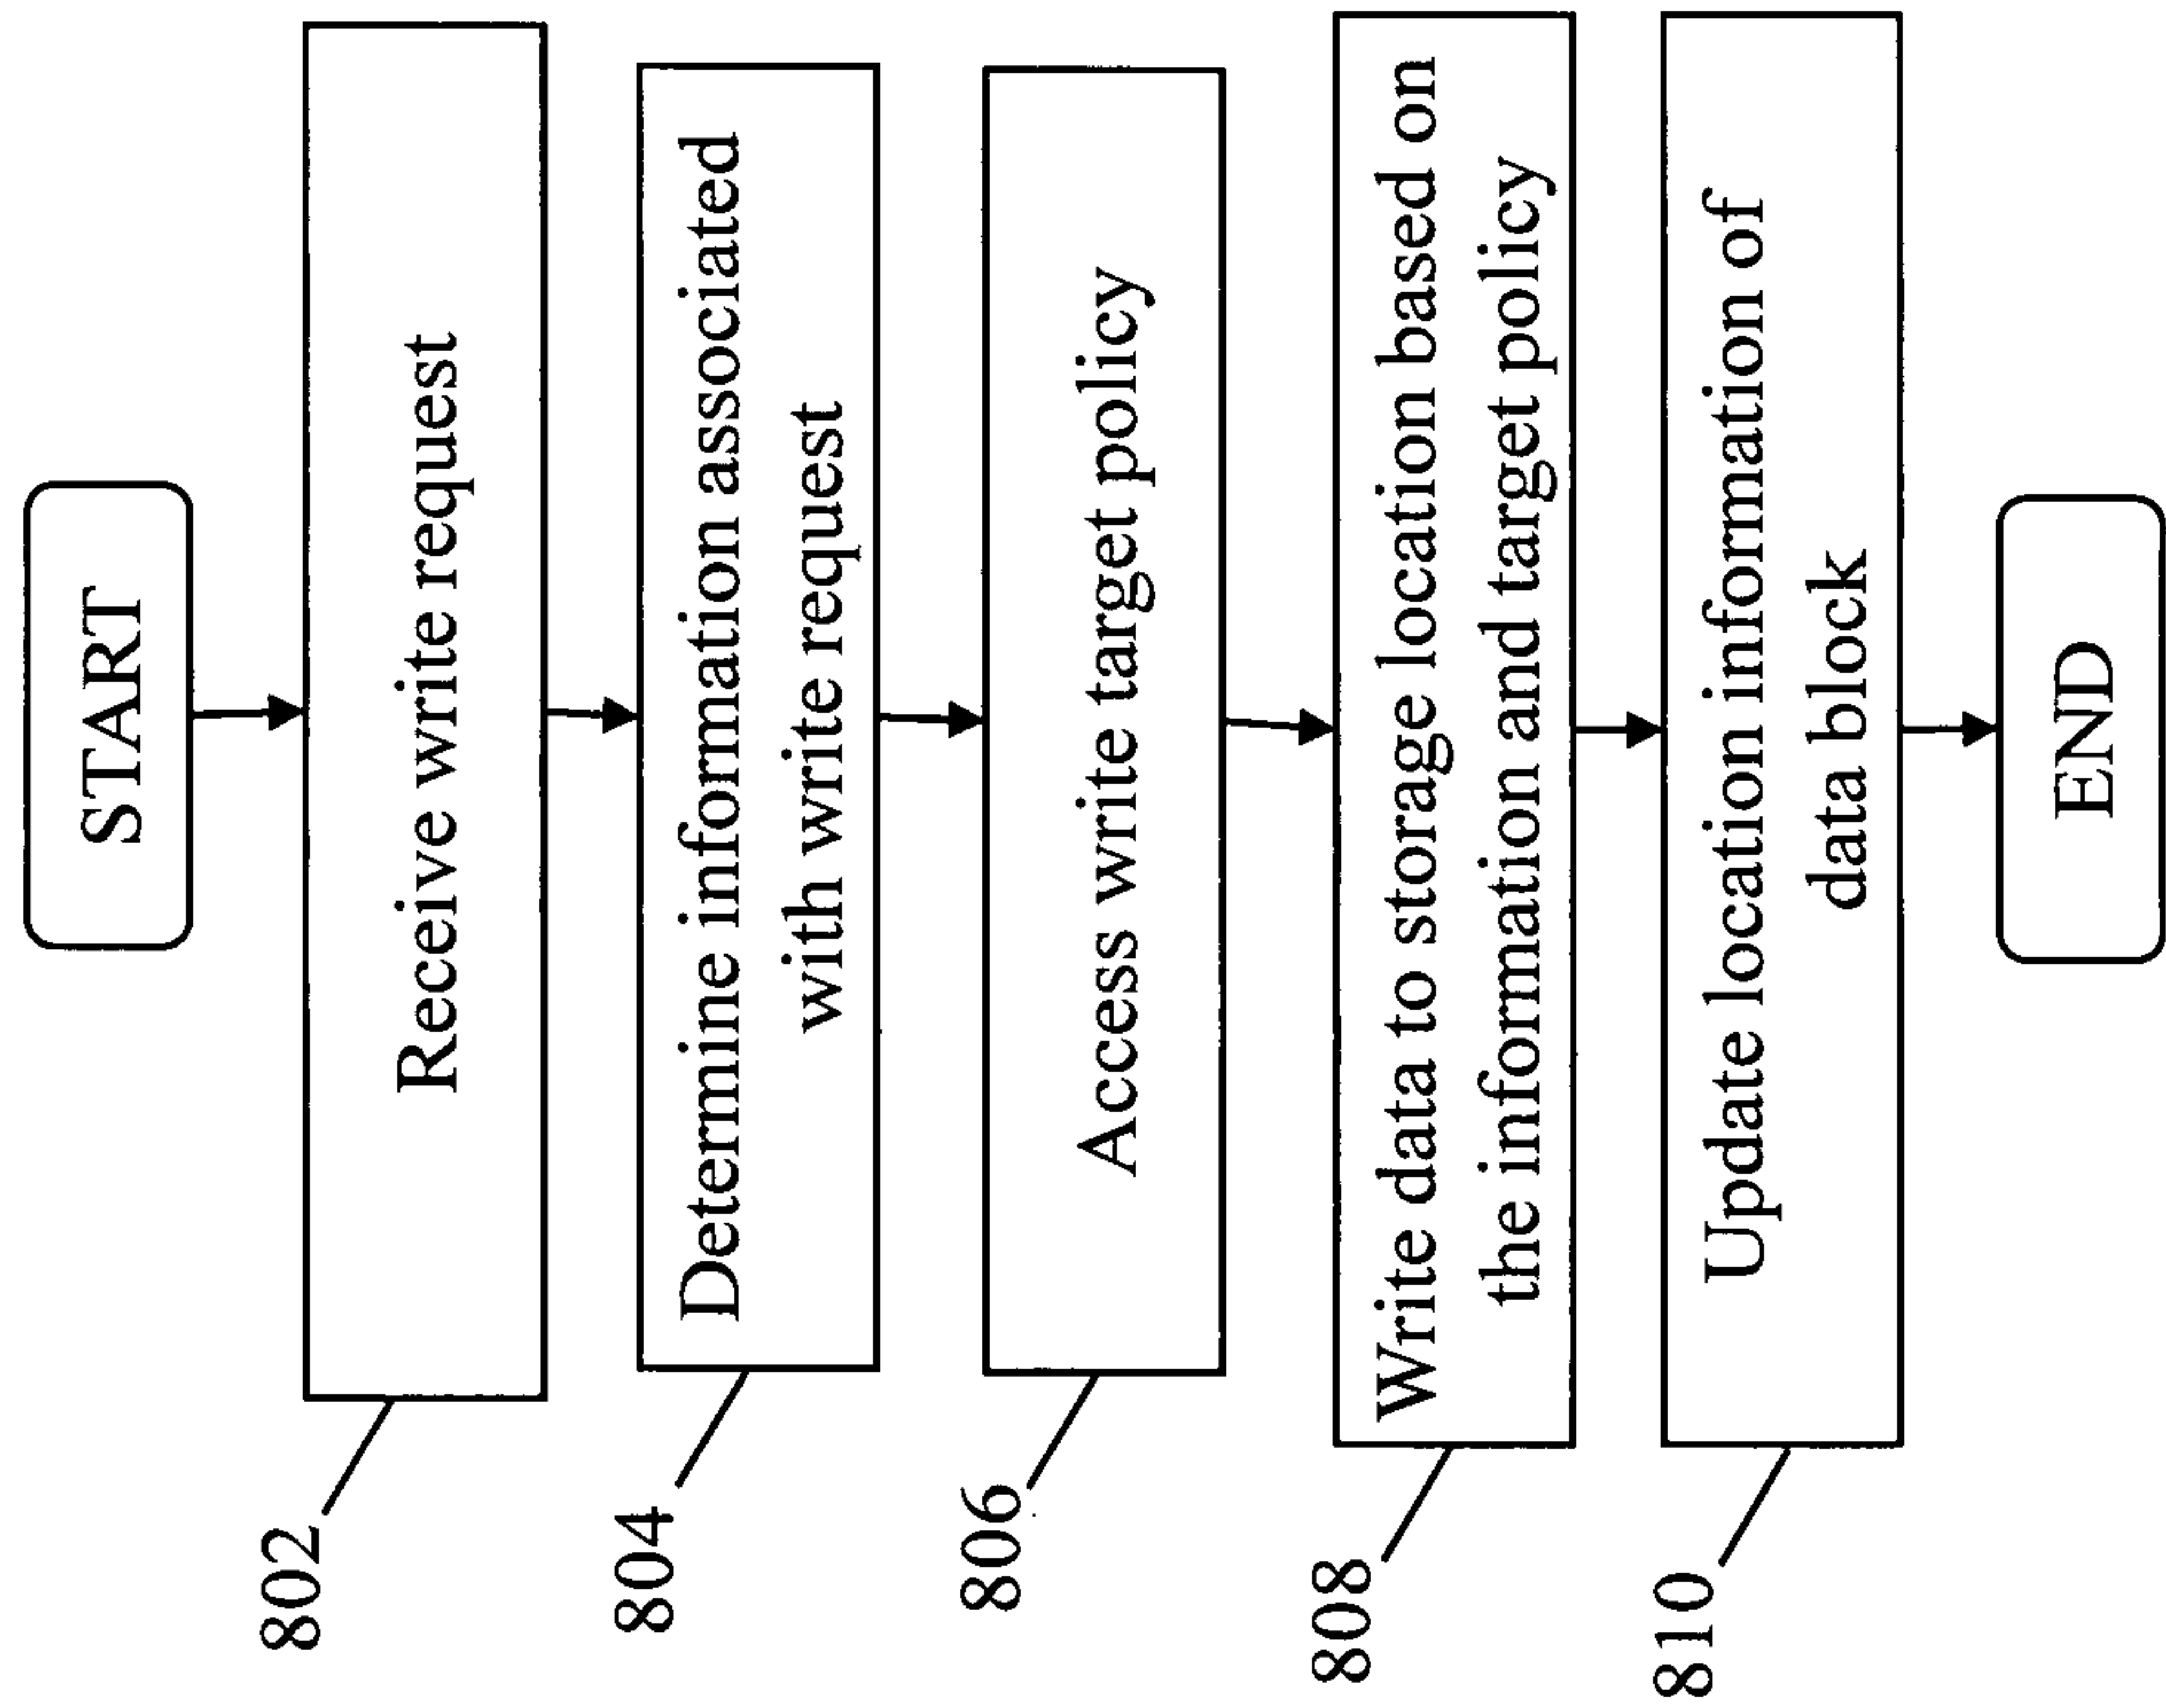 START
802
Receive write request
804
Determine information associated
with write request
806
Access write target policy
808
Write data to storage location based on
the information and target policy
810
Update location information of
data block
END